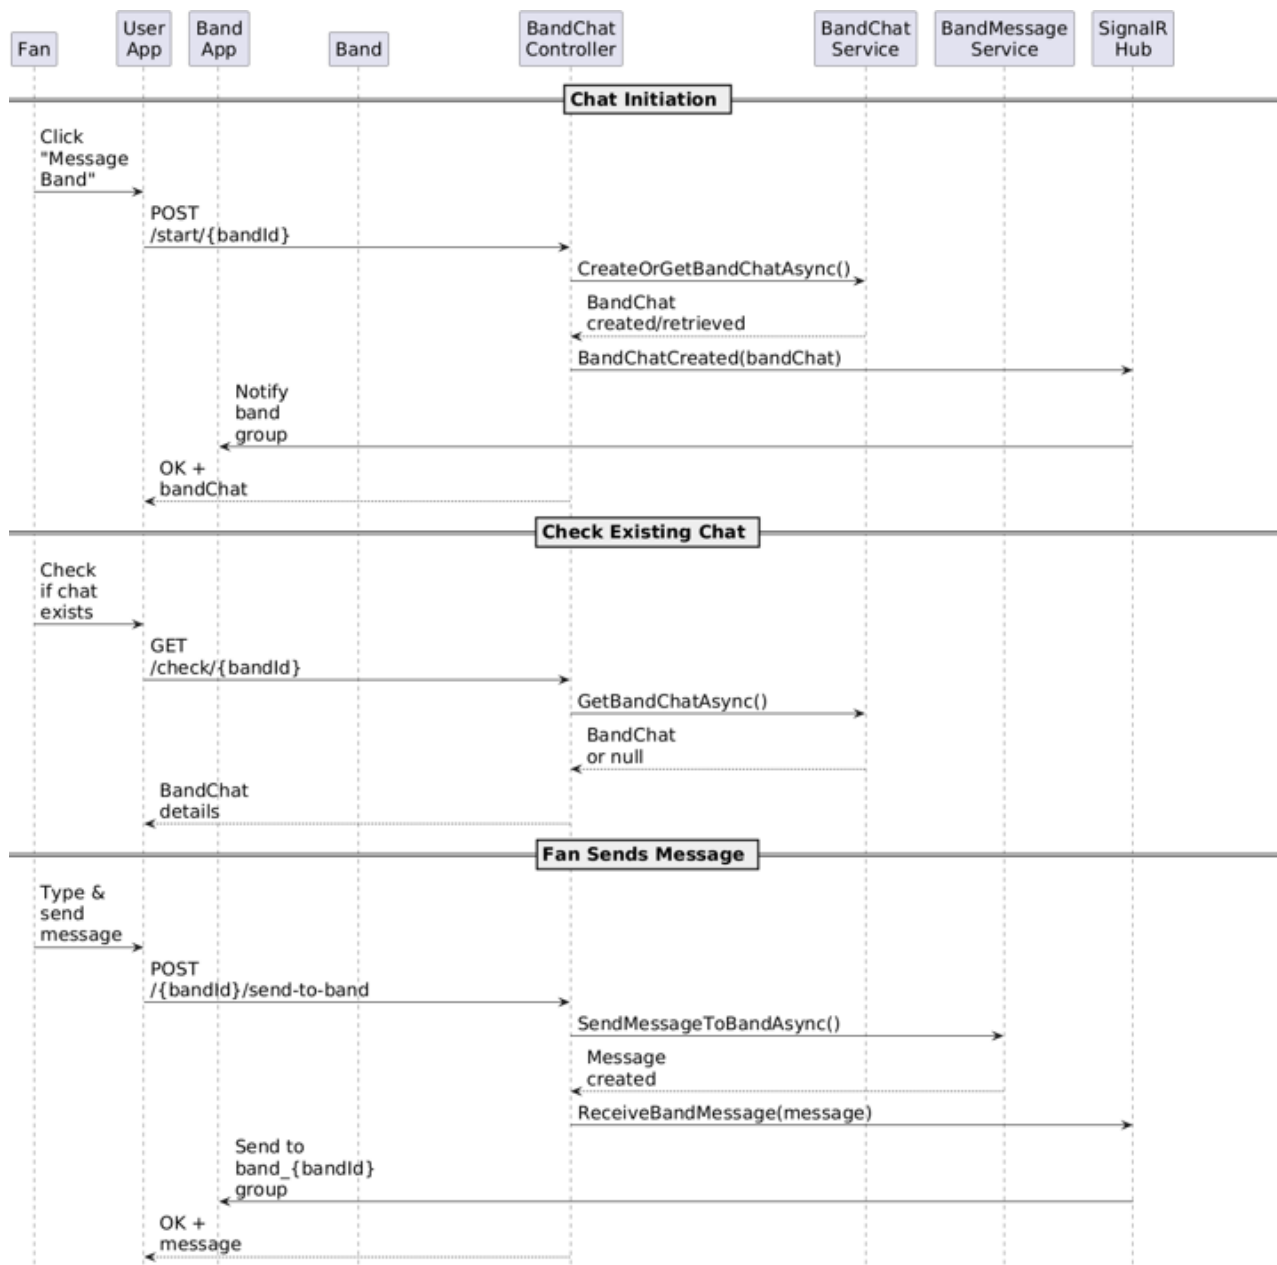 Fan
User
App
Band
App
Band
BandChat
Controller
BandChat
Service
BandMessage
Service
SignalR
Hub
Chat Initiation
Click
"Message
Band"
POST
/start/{bandId}
CreateOrGetBandChatAsync()
BandChat
created/retrieved
BandChatCreated(bandChat)
Notify
band
group
OK +
bandChat
Check Existing Chat
Check
if chat
exists
GET
/check/{bandId}
GetBandChatAsync()
BandChat
or null
BandChat
details
Fan Sends Message
Type &
send
message
POST
/{bandId}/send-to-band
SendMessageToBandAsync()
Message
created
ReceiveBandMessage(message)
Send to
band_{bandId}
group
OK +
message